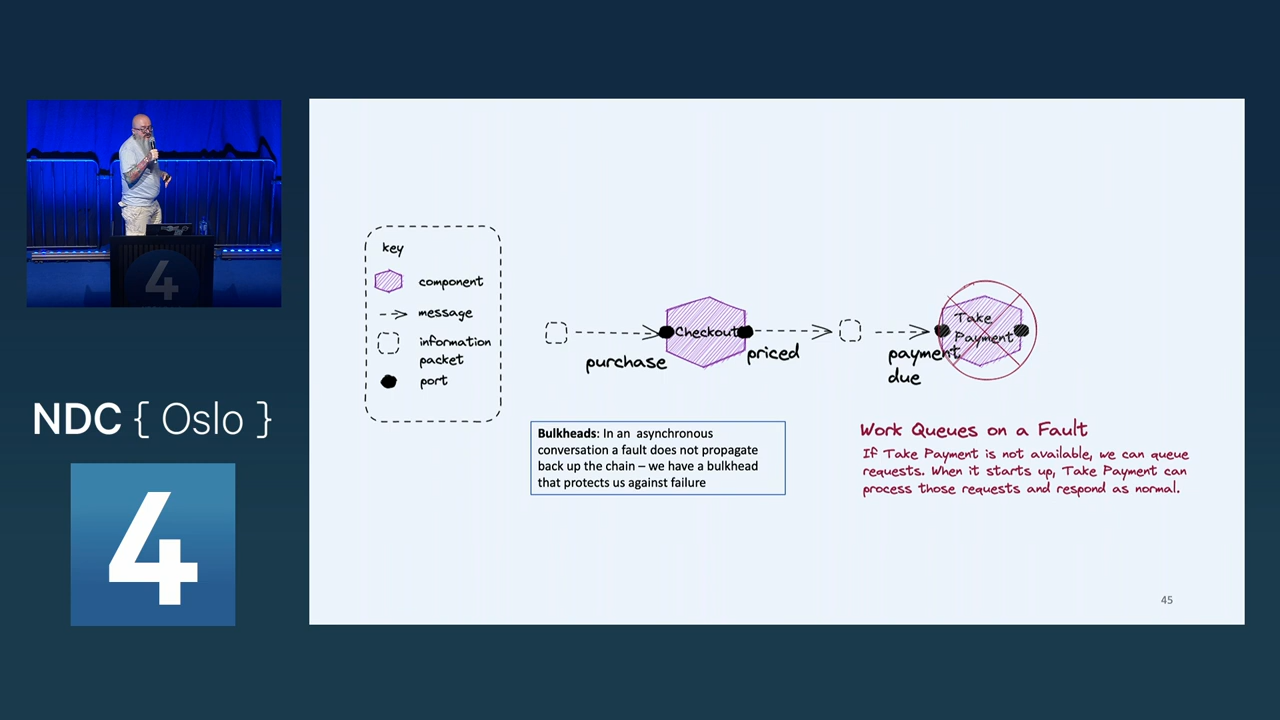 4
NDC { Oslo }
4
key
component
message
information
packet
port
purchase
Checkout
priced
payment
due
Take
Payment
Bulkheads: In an asynchronous
conversation a fault does not propagate
back up the chain – we have a bulkhead
that protects us against failure
Work Queues on a Fault
If Take Payment is not available, we can queue
requests. When it starts up, Take Payment can
process those requests and respond as normal.
45